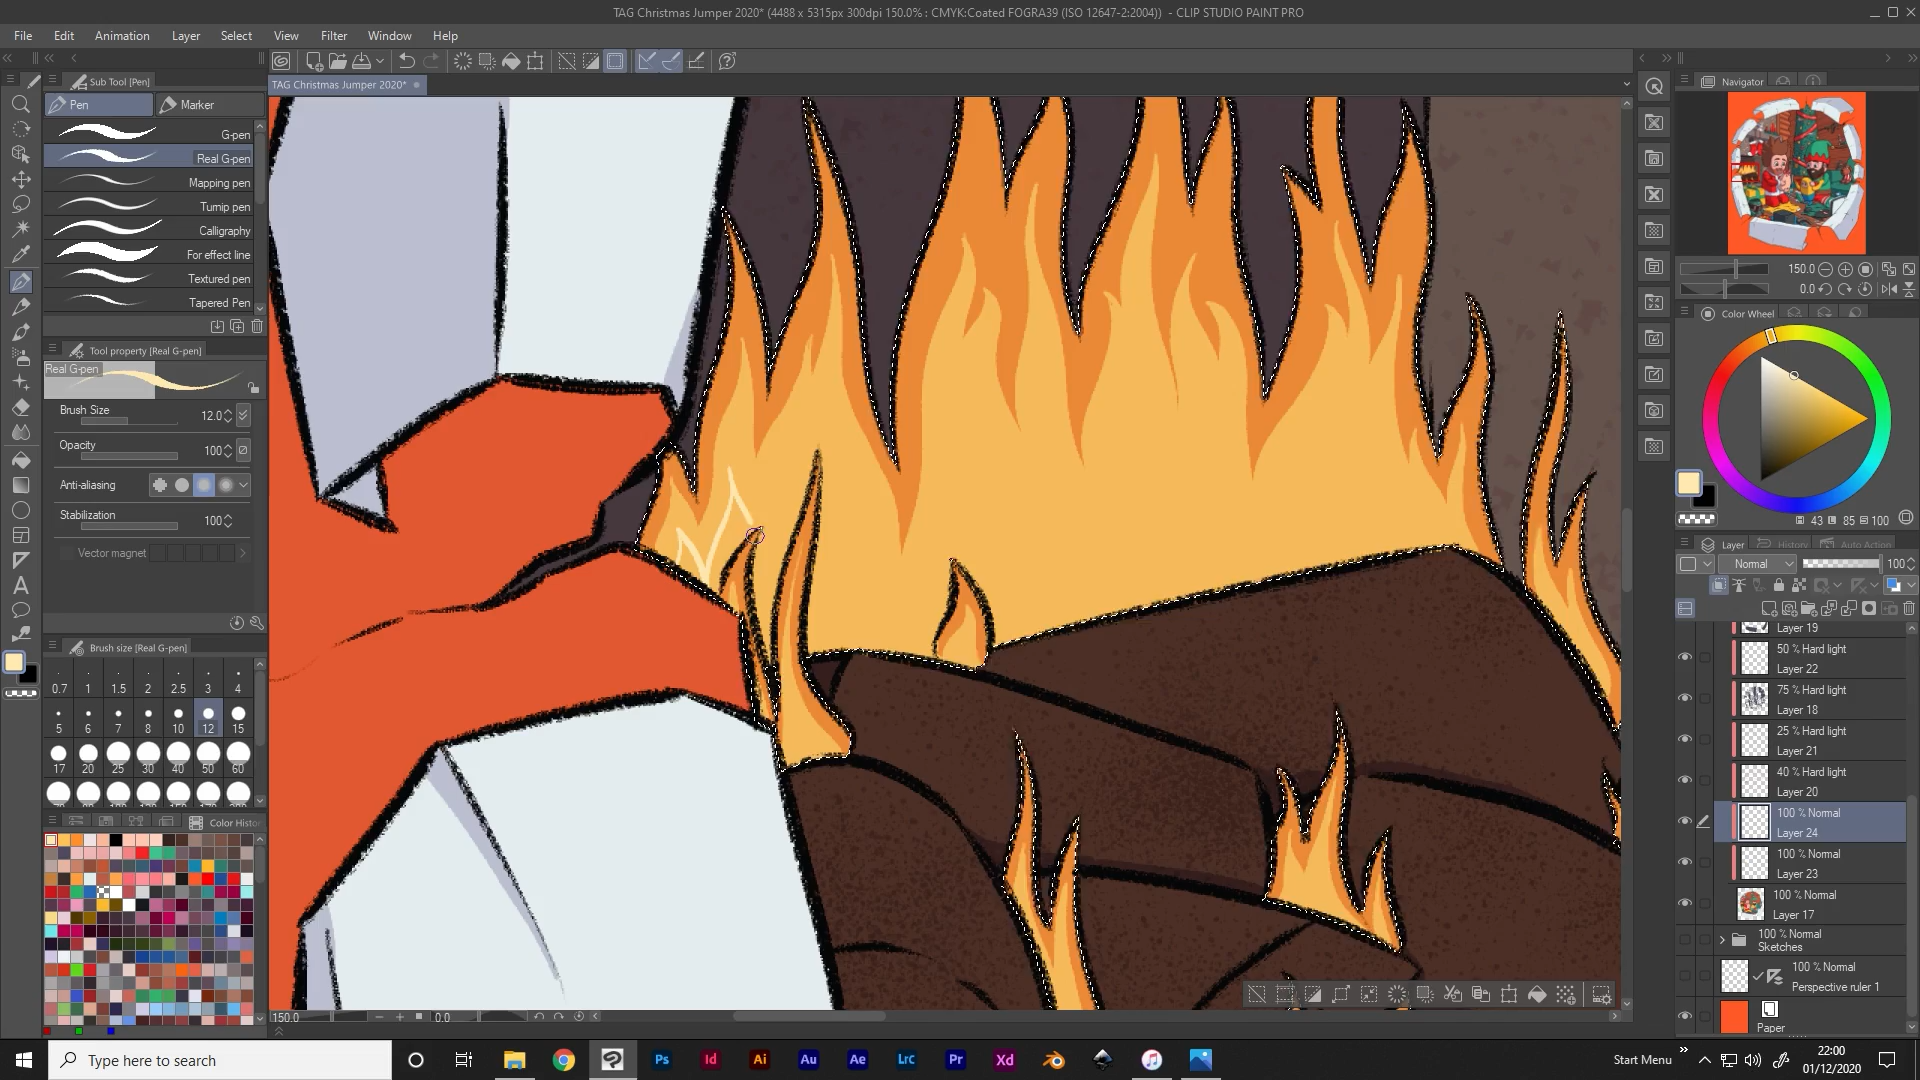 TAG Christmas Jumper 2020* (4488 x 5315px 300dpi 150.0% : CMYK:Coated FOGRA39 (ISO 12647-2:2004)) - CLIP STUDIO PAINT PRO
File Edit Animation Layer Select View Filter Window Help
Sub Tool [Pen]
TAG Christmas Jumper 2020*
Pen Marker
G-pen
Real G-pen
Mapping pen
Turnip pen
Calligraphy
For effect line
Textured pen
Tapered Pen
Tool property [Real G-pen]
Real G-pen
Brush Size 12.0
Opacity 100
Anti-aliasing
Stabilization 100
Vector magnet
Brush size [Real G-pen]
0.7 1 1.5 2 2.5 3 4
5 6 7 8 10 12 15
17 20 25 30 40 50 60
Color Histor
150.0 0.0
Navigator
150.0
0.0
Color Wheel
43 85 100
Layer History Auto Action
Normal 100
Layer 19
50 % Hard light
Layer 22
75 % Hard light
Layer 18
25 % Hard light
Layer 21
40 % Hard light
Layer 20
100 % Normal
Layer 24
100 % Normal
Layer 23
100 % Normal
Layer 17
100 % Normal
Sketches
100 % Normal
Perspective ruler 1
Paper
Type here to search
Ps Id Ai Au Ae Lrc Pr Xd
Start Menu
22:00
01/12/2020